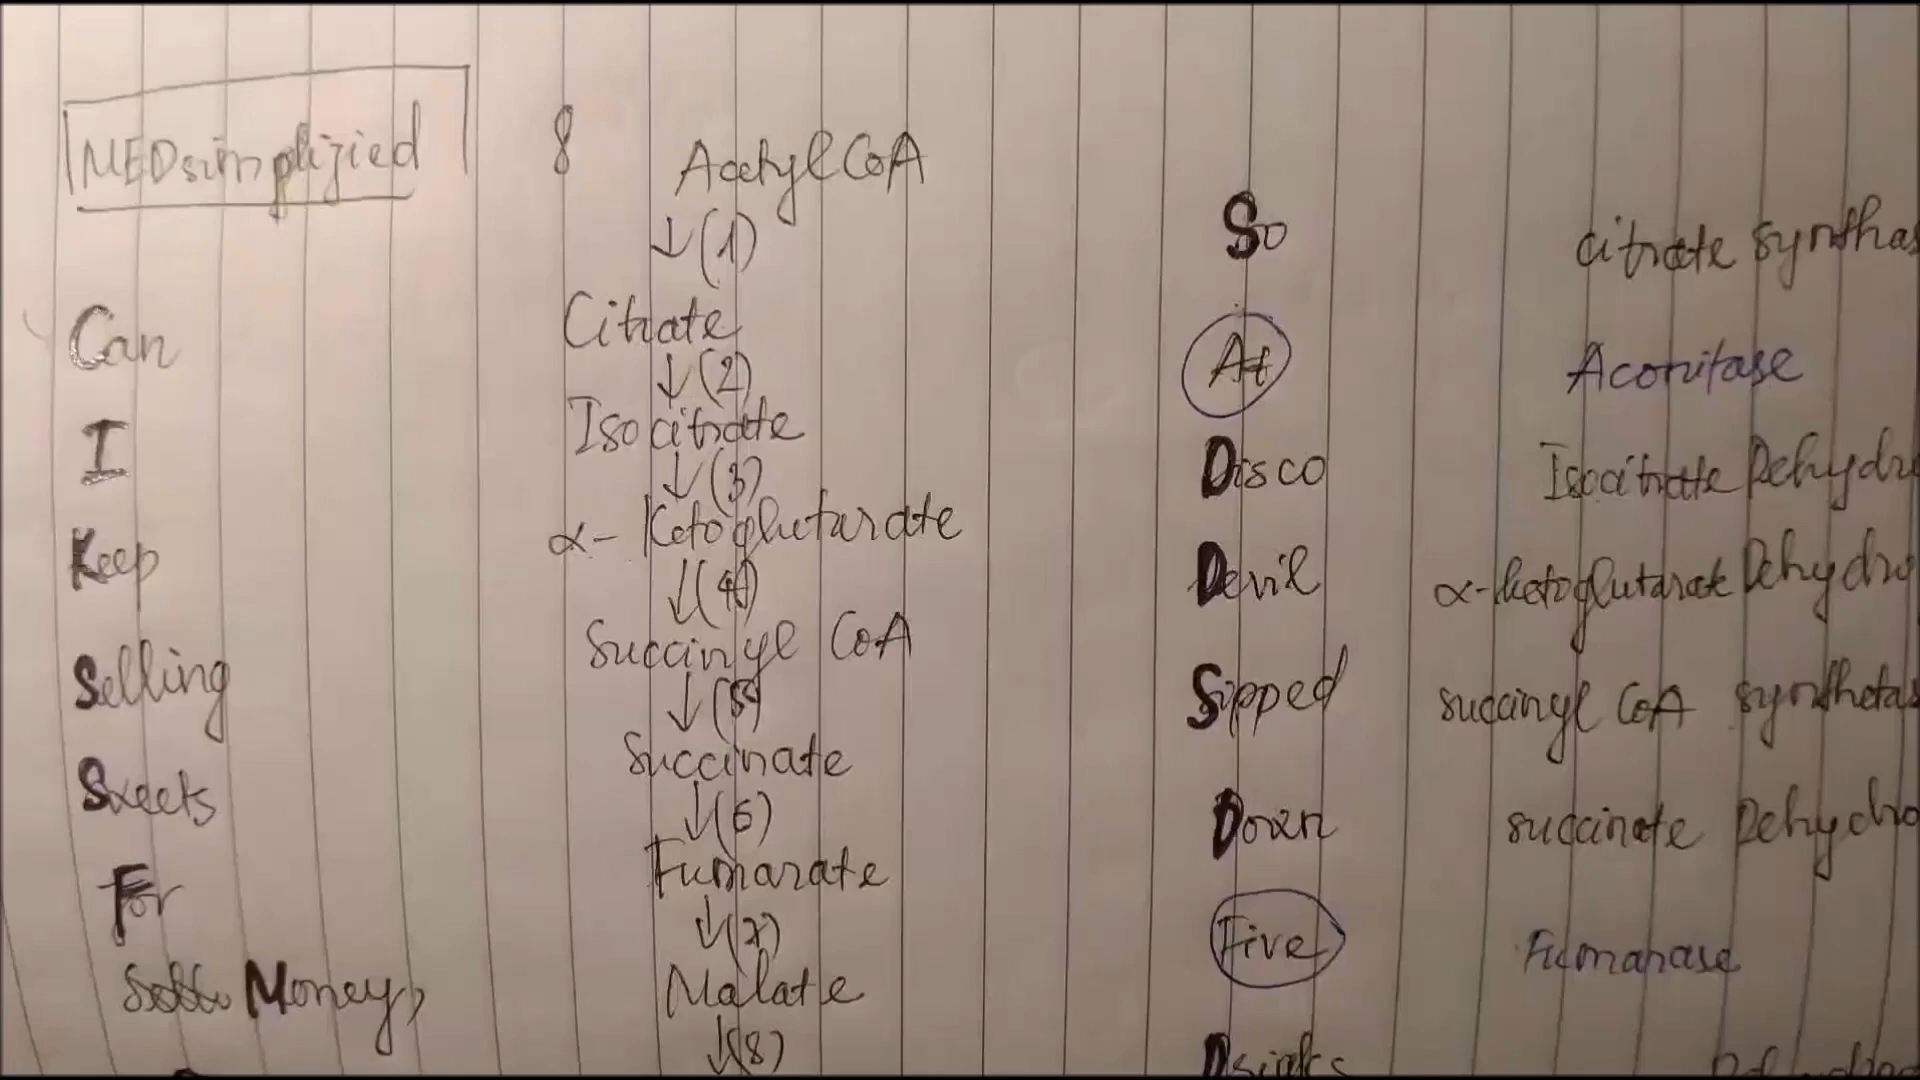 MEDsimplified 8 Acetyl CoA
↓(1) So citrate synthas
Can Citrate
↓(2) At Aconitase
I Isocitrate
↓(3) Disco Isocitrate Dehydro
Keep α- Ketoglutarate
↓(4) Devil α-ketoglutarate Dehydro
Selling Succinyl CoA
↓(5) Sipped succinyl CoA synthetas
Sweets Succinate
↓(6) Down succinate Dehydro
For Fumarate
↓(7) Five Fumarase
Money, Malate
↓(8)